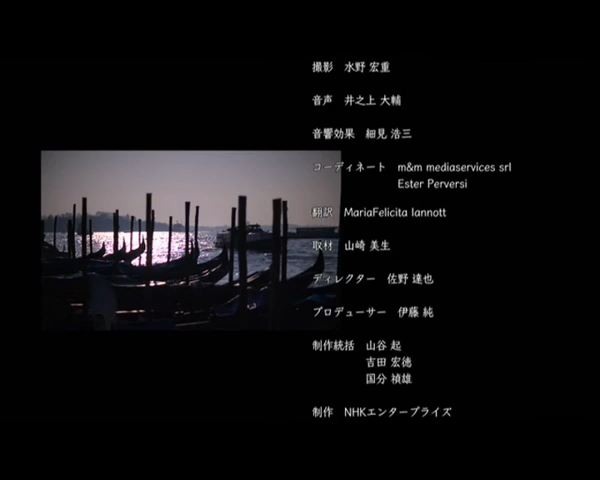 撮影 水野 宏重
音声 井之上 大輔
音響効果 細見 浩三
コーディネート m&m mediaservices srl
Ester Perversi
翻訳 MariaFelicita Iannott
取材 山崎 美生
ディレクター 佐野 達也
プロデューサー 伊藤 純
制作統括 山谷 起
吉田 宏徳
国分 禎雄
制作 NHKエンタープライズ